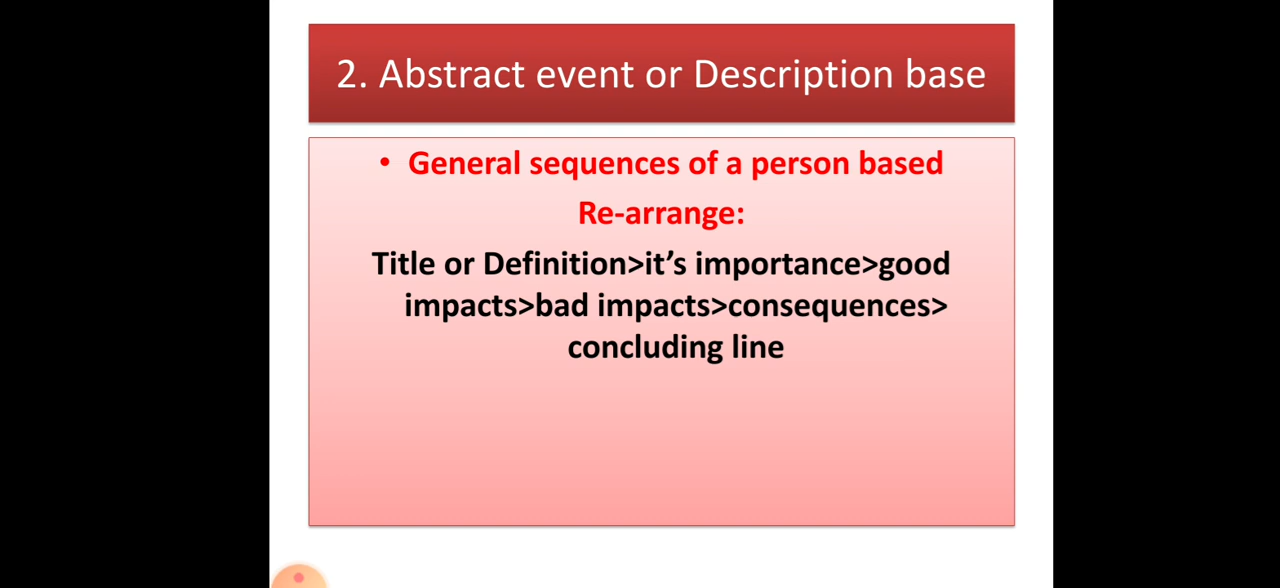 2. Abstract event or Description base
• General sequences of a person based
Re-arrange:
Title or Definition>it’s importance>good
impacts>bad impacts>consequences>
concluding line